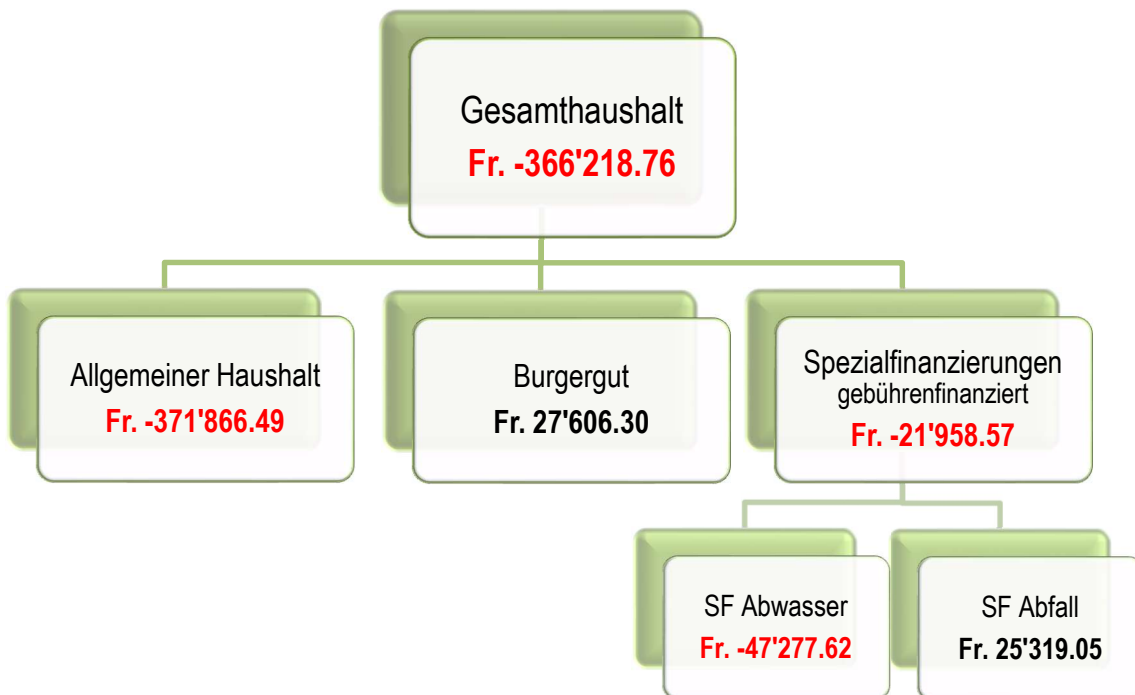 Gesamthaushalt
Fr. -366'218.76
Allgemeiner Haushalt
Fr. -371'866.49
Burgergut
Fr. 27'606.30
Spezialfinanzierungen
gebührenfinanziert
Fr. -21'958.57
SF Abwasser
Fr. -47'277.62
SF Abfall
Fr. 25'319.05